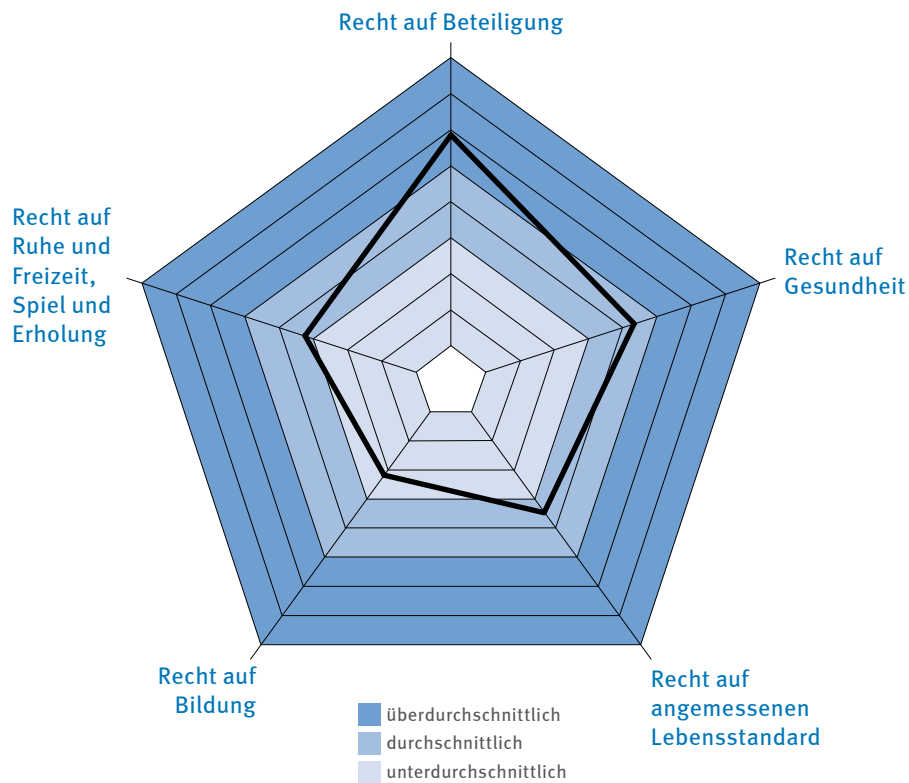 Recht auf Beteiligung
Recht auf
Ruhe und
Freizeit,
Spiel und
Erholung
Recht auf
Gesundheit
Recht auf
Bildung
Recht auf
angemessenen
Lebensstandard
überdurchschnittlich
durchschnittlich
unterdurchschnittlich